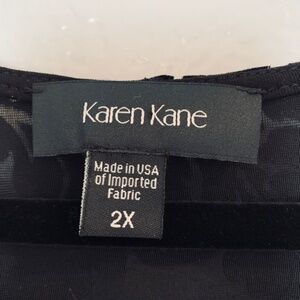 Karen Kane
Made in USA
of Imported
Fabric
2X